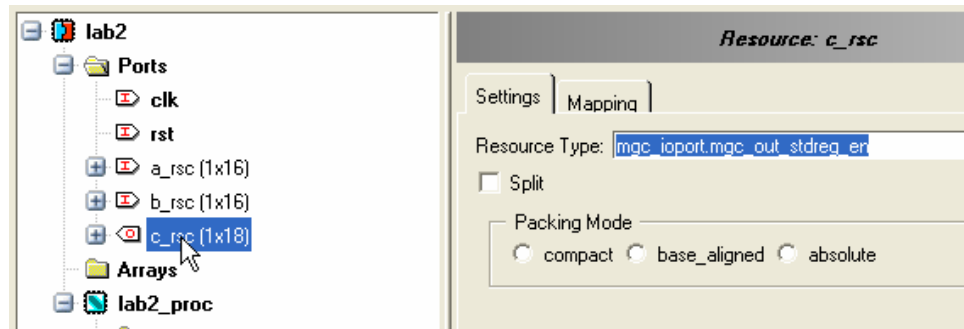 lab2
Ports
clk
rst
a_rsc (1x16)
b_rsc (1x16)
c_rsc (1x18)
Arrays
lab2_proc
Resource: c_rsc
Settings
Mapping
Resource Type: mgc_ioport.mgc_out_stdreg_en
Split
Packing Mode
compact base_aligned absolute